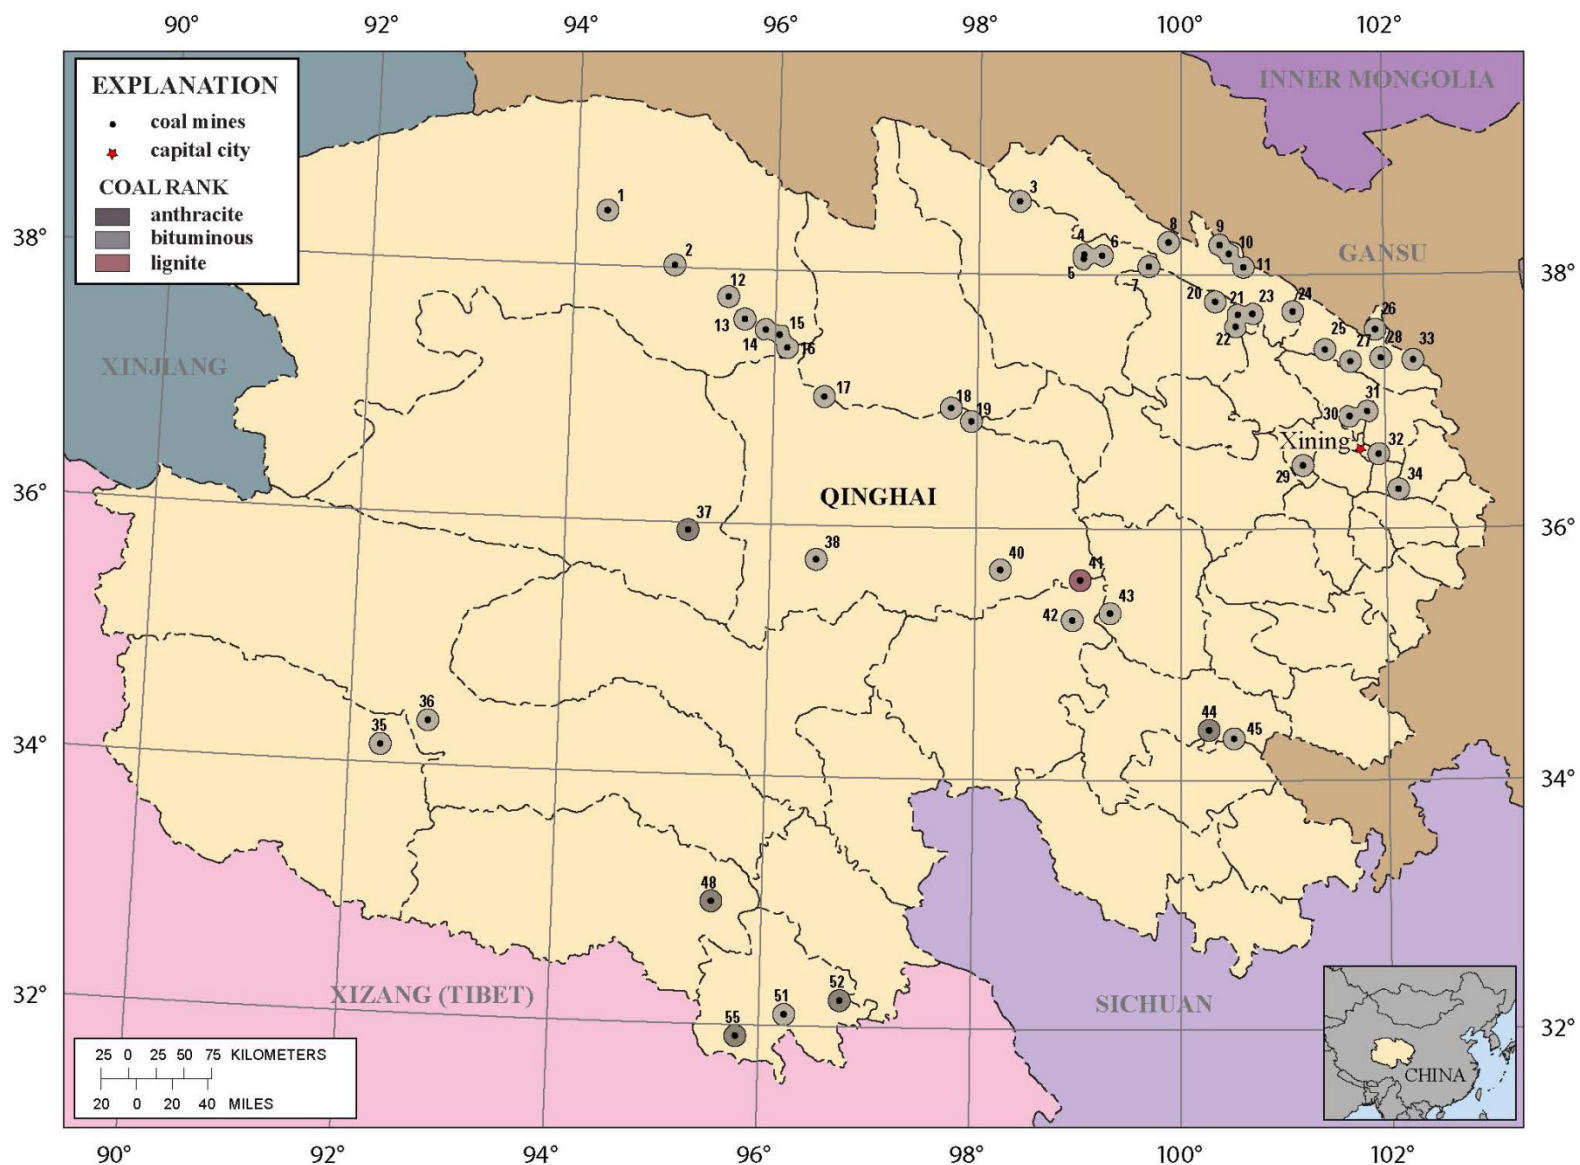 90° 92° 94° 96° 98° 100° 102°
EXPLANATION
coal mines
capital city
COAL RANK
anthracite
bituminous
lignite
INNER MONGOLIA
GANSU
XINJIANG
38° 38°
1
2
3
4
5
6
7
8
9
10
11
12
13
14
15
16
17
18
19
20
21
22
23
24
25
26
27
28
33
31
30
Xining
32
29
34
QINGHAI
36° 36°
37
38
40
41
42
43
36
35
44
45
34° 34°
48
52
51
55
XIZANG (TIBET)
SICHUAN
32° 32°
25 0 25 50 75 KILOMETERS
20 0 20 40 MILES
CHINA
90° 92° 94° 96° 98° 100° 102°